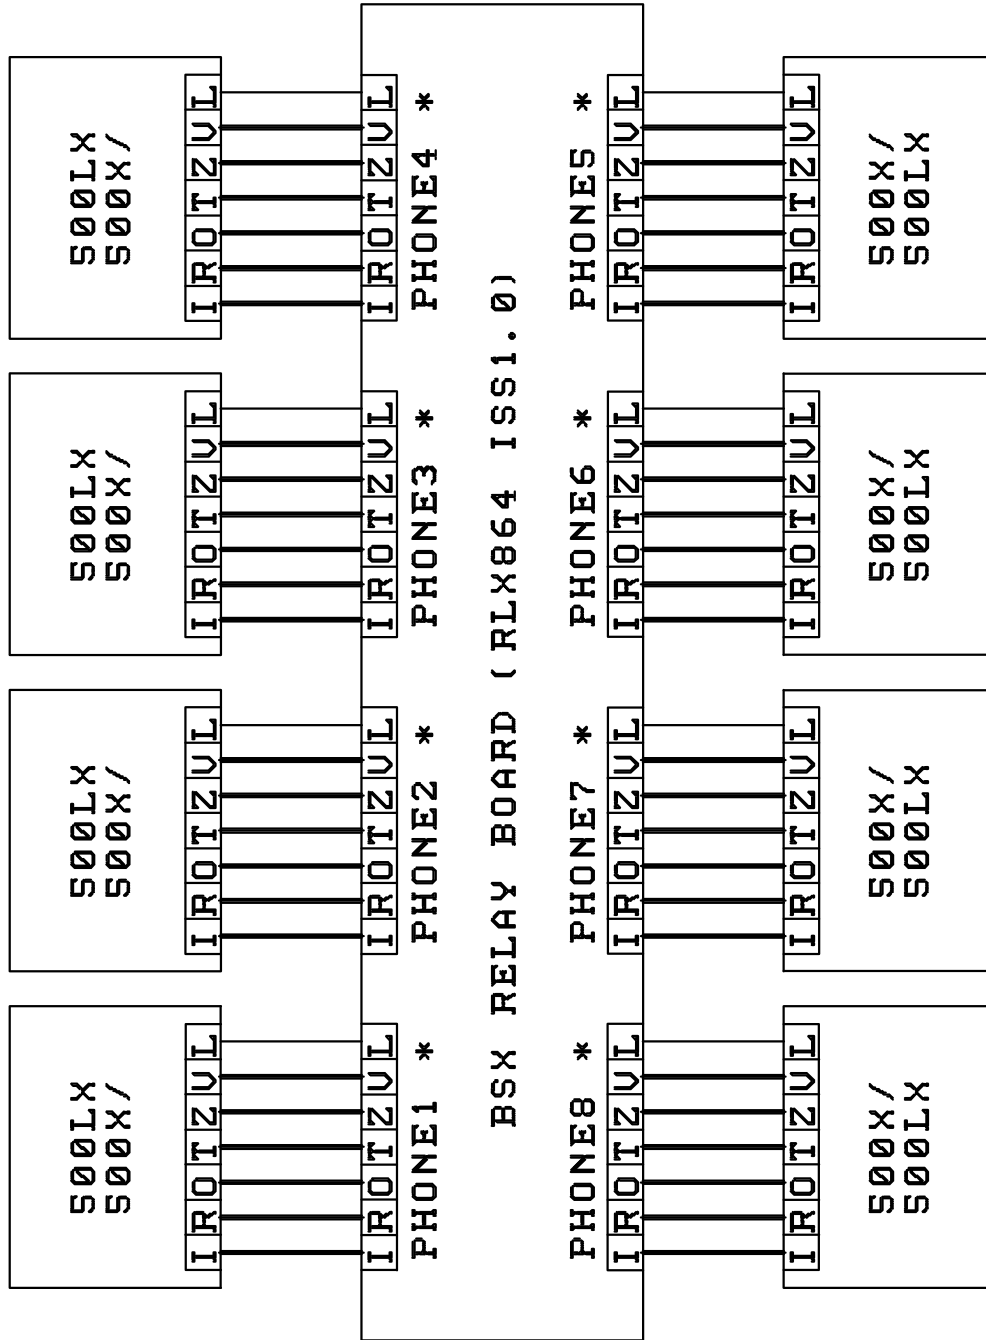 500LX 500LX 500LX 500LX
500X/ 500X/ 500X/ 500X/
I R O T Z V L I R O T Z V L I R O T Z V L I R O T Z V L
I R O T Z V L I R O T Z V L I R O T Z V L I R O T Z V L
PHONE1 * PHONE2 * PHONE3 * PHONE4 *
BSX RELAY BOARD (RLX864 ISS1.0)
PHONE8 * PHONE7 * PHONE6 * PHONE5 *
I R O T Z V L I R O T Z V L I R O T Z V L I R O T Z V L
I R O T Z V L I R O T Z V L I R O T Z V L I R O T Z V L
500X/ 500X/ 500X/ 500X/
500LX 500LX 500LX 500LX